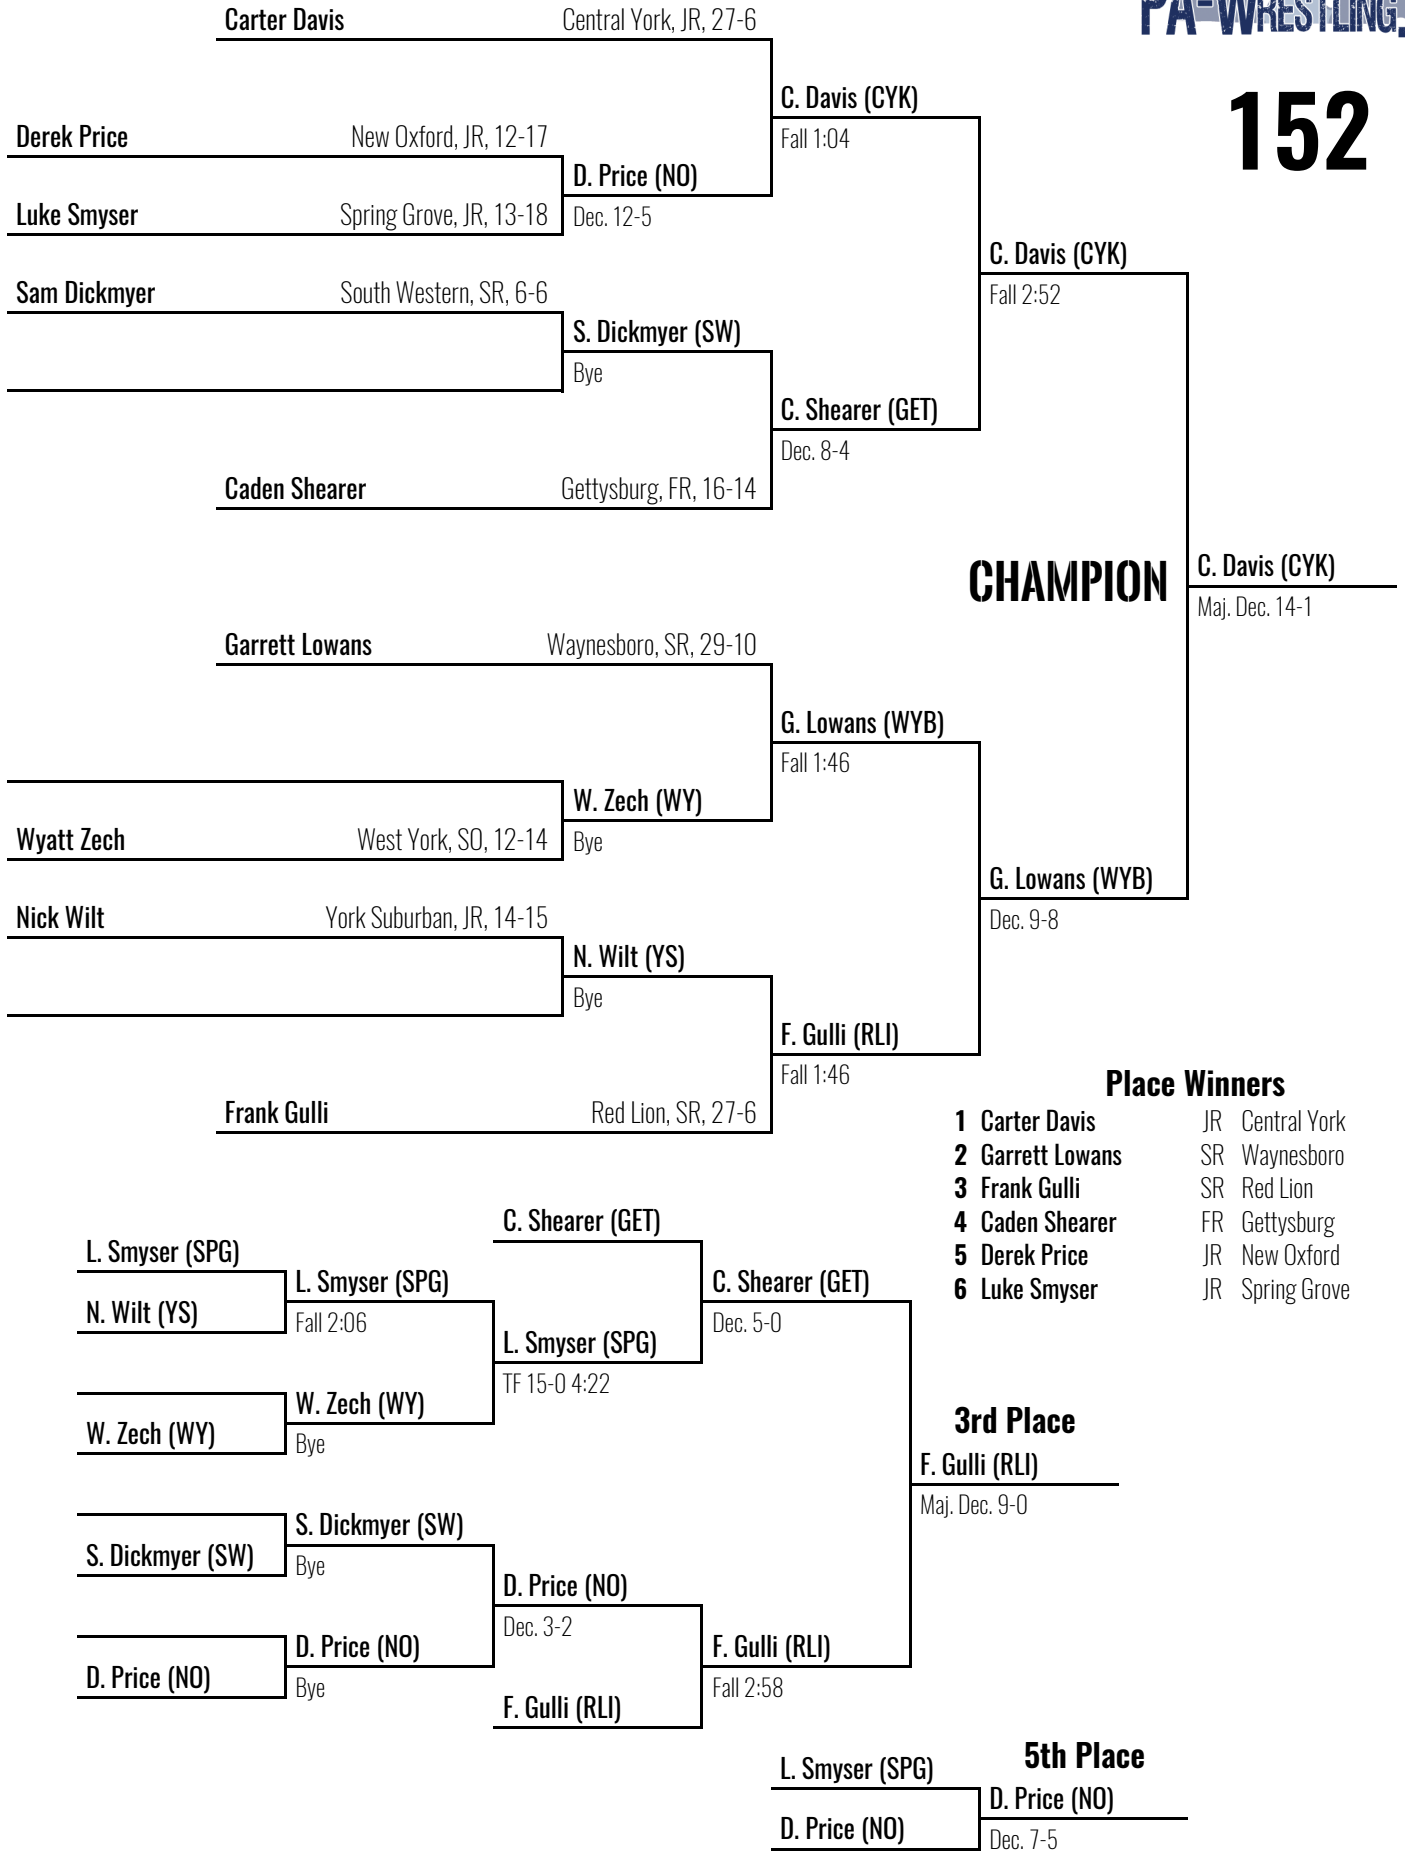 PA-WRESTLING.
152
Carter Davis Central York, JR, 27-6
C. Davis (CYK)
Fall 1:04
Derek Price New Oxford, JR, 12-17
D. Price (NO)
Dec. 12-5
Luke Smyser Spring Grove, JR, 13-18
C. Davis (CYK)
Fall 2:52
Sam Dickmyer South Western, SR, 6-6
S. Dickmyer (SW)
Bye
C. Shearer (GET)
Dec. 8-4
Caden Shearer Gettysburg, FR, 16-14
CHAMPION
C. Davis (CYK)
Maj. Dec. 14-1
Garrett Lowans Waynesboro, SR, 29-10
G. Lowans (WYB)
Fall 1:46
W. Zech (WY)
Bye
Wyatt Zech West York, SO, 12-14
G. Lowans (WYB)
Dec. 9-8
Nick Wilt York Suburban, JR, 14-15
N. Wilt (YS)
Bye
F. Gulli (RLI)
Fall 1:46
Frank Gulli Red Lion, SR, 27-6
Place Winners
1 Carter Davis JR Central York
2 Garrett Lowans SR Waynesboro
3 Frank Gulli SR Red Lion
4 Caden Shearer FR Gettysburg
5 Derek Price JR New Oxford
6 Luke Smyser JR Spring Grove
C. Shearer (GET)
L. Smyser (SPG)
L. Smyser (SPG)
Fall 2:06
N. Wilt (YS)
C. Shearer (GET)
Dec. 5-0
L. Smyser (SPG)
TF 15-0 4:22
W. Zech (WY)
Bye
W. Zech (WY)
3rd Place
F. Gulli (RLI)
Maj. Dec. 9-0
S. Dickmyer (SW)
Bye
S. Dickmyer (SW)
D. Price (NO)
Dec. 3-2
D. Price (NO)
Bye
D. Price (NO)
F. Gulli (RLI)
Fall 2:58
F. Gulli (RLI)
5th Place
L. Smyser (SPG)
D. Price (NO)
Dec. 7-5
D. Price (NO)